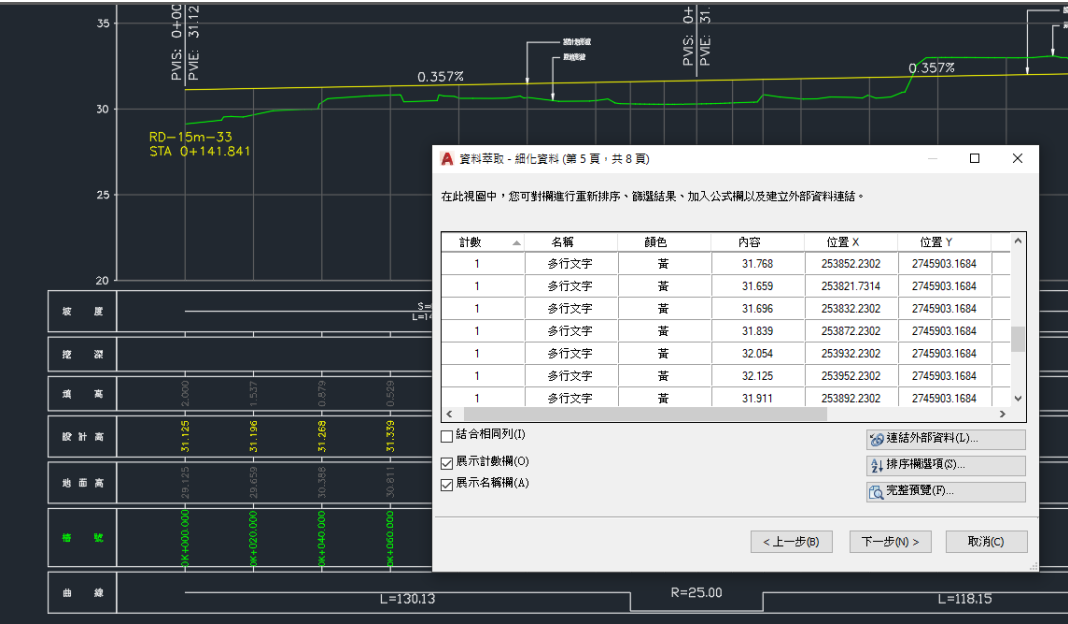 35
PVIS: 0+00
PVIE: 31.12
PVIS: 0+
PVIE: 31.
0.357%
0.357%
30
RD-15m-33
STA 0+141.841
25
20
資料萃取 - 細化資料 (第 5 頁，共 8 頁)
在此視圖中，您可對欄進行重新排序、篩選結果、加入公式欄以及建立外部資料連結。
計數 名稱 顏色 內容 位置 X 位置 Y
1 多行文字 黃 31.768 253852.2302 2745903.1684
1 多行文字 黃 31.659 253821.7314 2745903.1684
1 多行文字 黃 31.696 253832.2302 2745903.1684
1 多行文字 黃 31.839 253872.2302 2745903.1684
1 多行文字 黃 32.054 253932.2302 2745903.1684
1 多行文字 黃 32.125 253952.2302 2745903.1684
1 多行文字 黃 31.911 253892.2302 2745903.1684
結合相同列(I)
展示計數欄(O)
展示名稱欄(A)
連結外部資料(L)...
排序欄選項(S)...
完整預覽(F)...
< 上一步(B) 下一步(N) > 取消(C)
坡 度 S=
L=14
挖 深
填 高 2.000 1.537 0.879 0.529
設 計 高 31.125 31.196 31.268 31.339
地 面 高 29.125 29.659 30.388 30.811
樁 號 0K+000.000 0K+020.000 0K+040.000 0K+060.000
曲 線 L=130.13 R=25.00 L=118.15